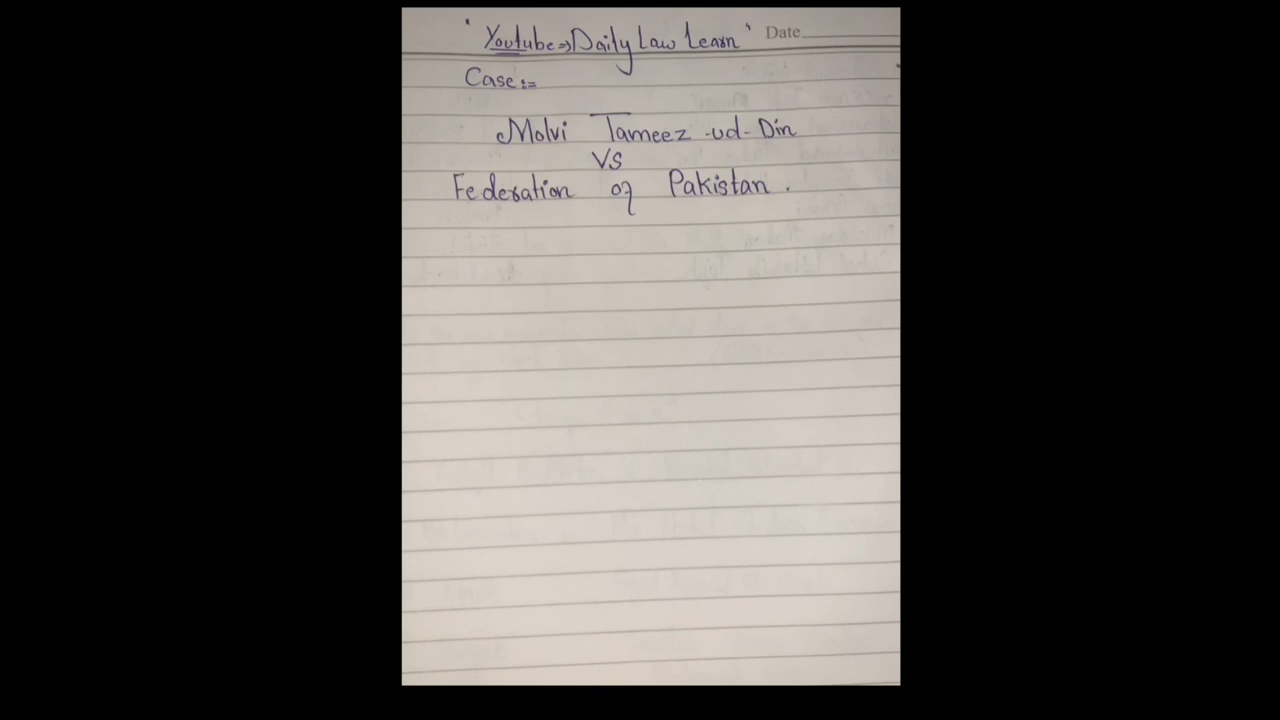 ' Youtube⇒Daily Law Learn ' Date
Case:=
Molvi Tameez -ud- Din
VS
Federation of Pakistan .